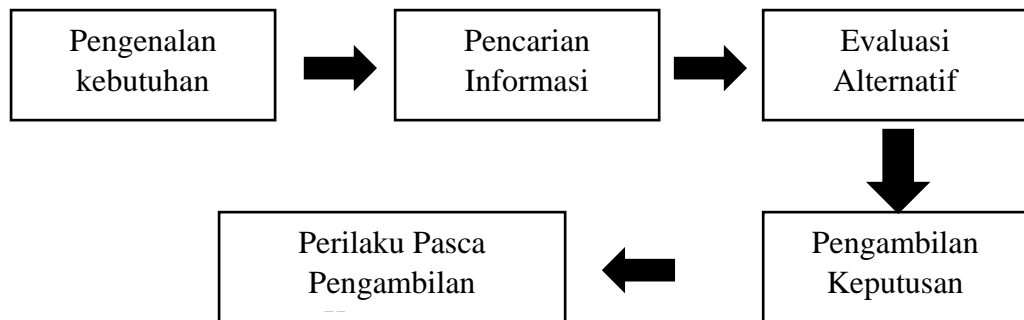 Pengenalan
kebutuhan
Pencarian
Informasi
Evaluasi
Alternatif
Pengambilan
Keputusan
Perilaku Pasca
Pengambilan